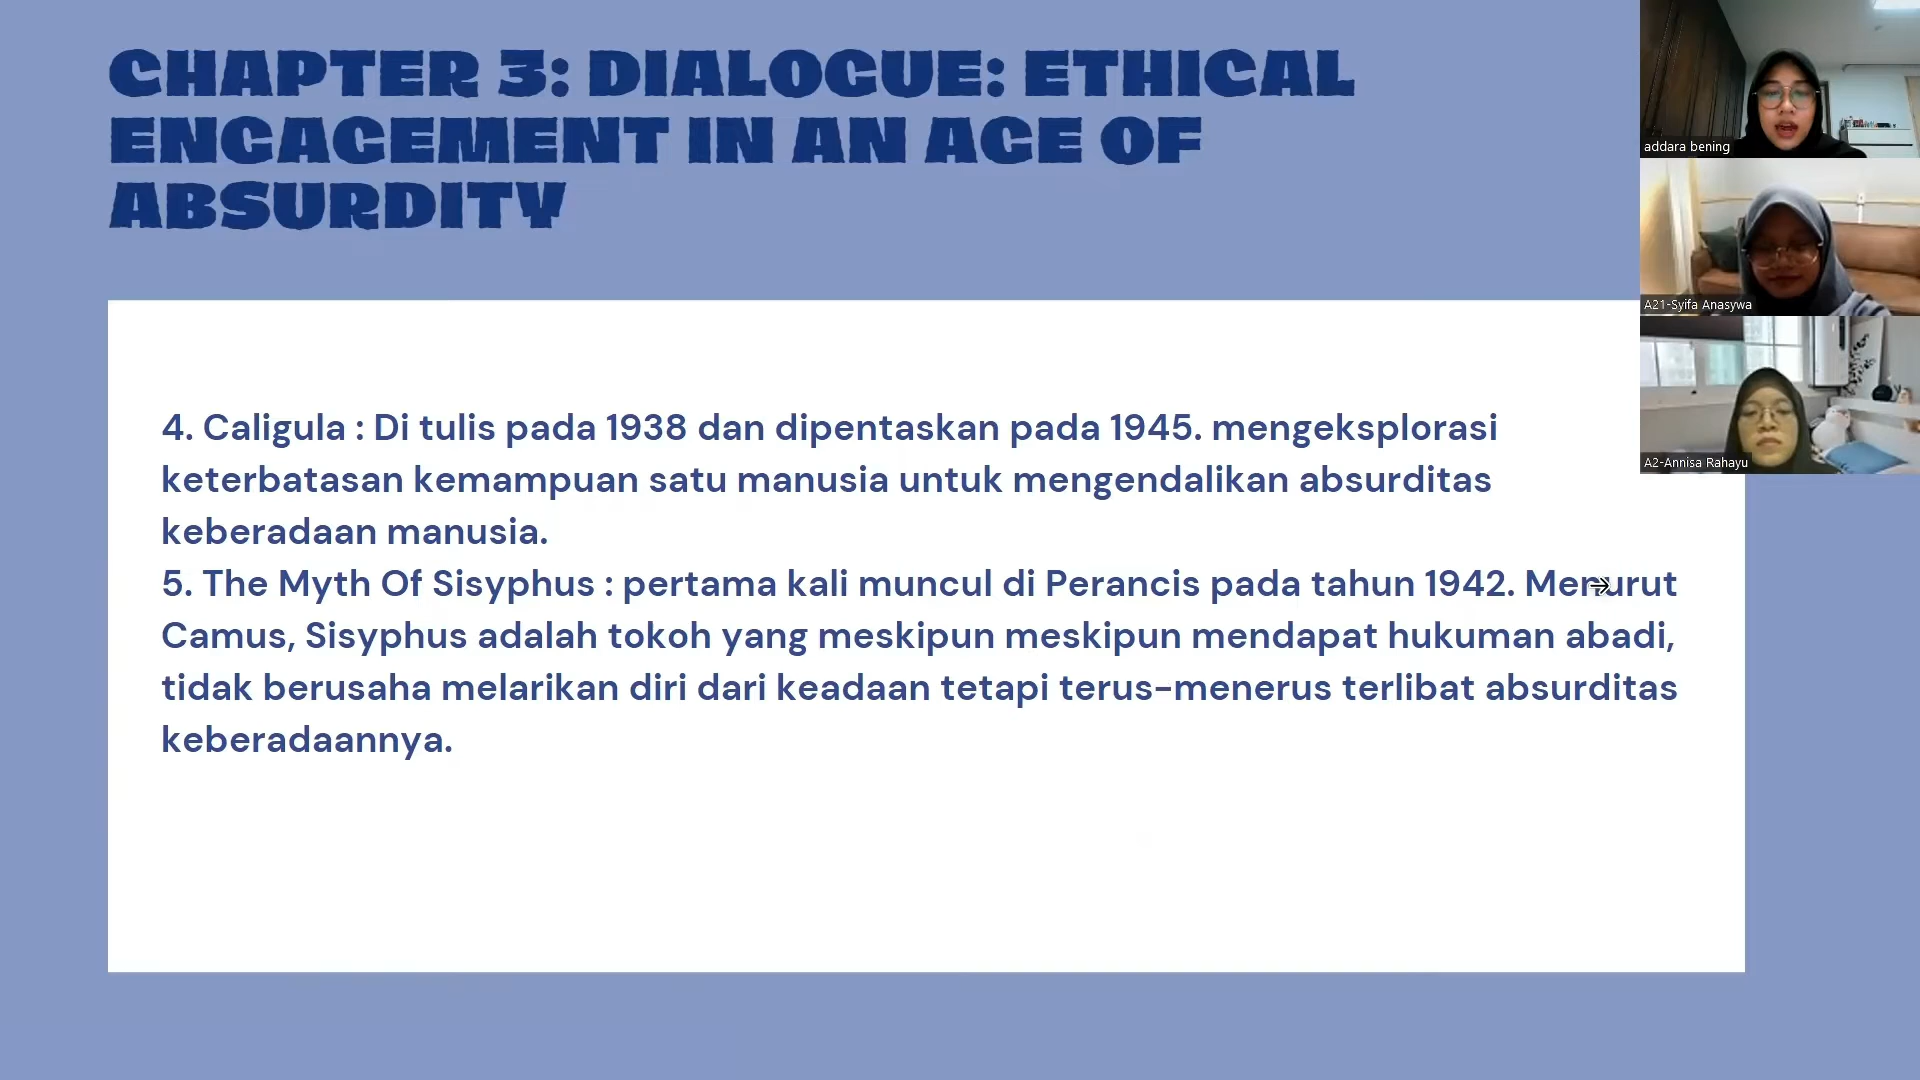 CHAPTER 3: DIALOGUE: ETHICAL
ENGAGEMENT IN AN AGE OF
ABSURDITY
4. Caligula : Di tulis pada 1938 dan dipentaskan pada 1945. mengeksplorasi
keterbatasan kemampuan satu manusia untuk mengendalikan absurditas
keberadaan manusia.
5. The Myth Of Sisyphus : pertama kali muncul di Perancis pada tahun 1942. Menurut
Camus, Sisyphus adalah tokoh yang meskipun meskipun mendapat hukuman abadi,
tidak berusaha melarikan diri dari keadaan tetapi terus-menerus terlibat absurditas
keberadaannya.
addara bening
A21-Syifa Anasywa
A2-Annisa Rahayu